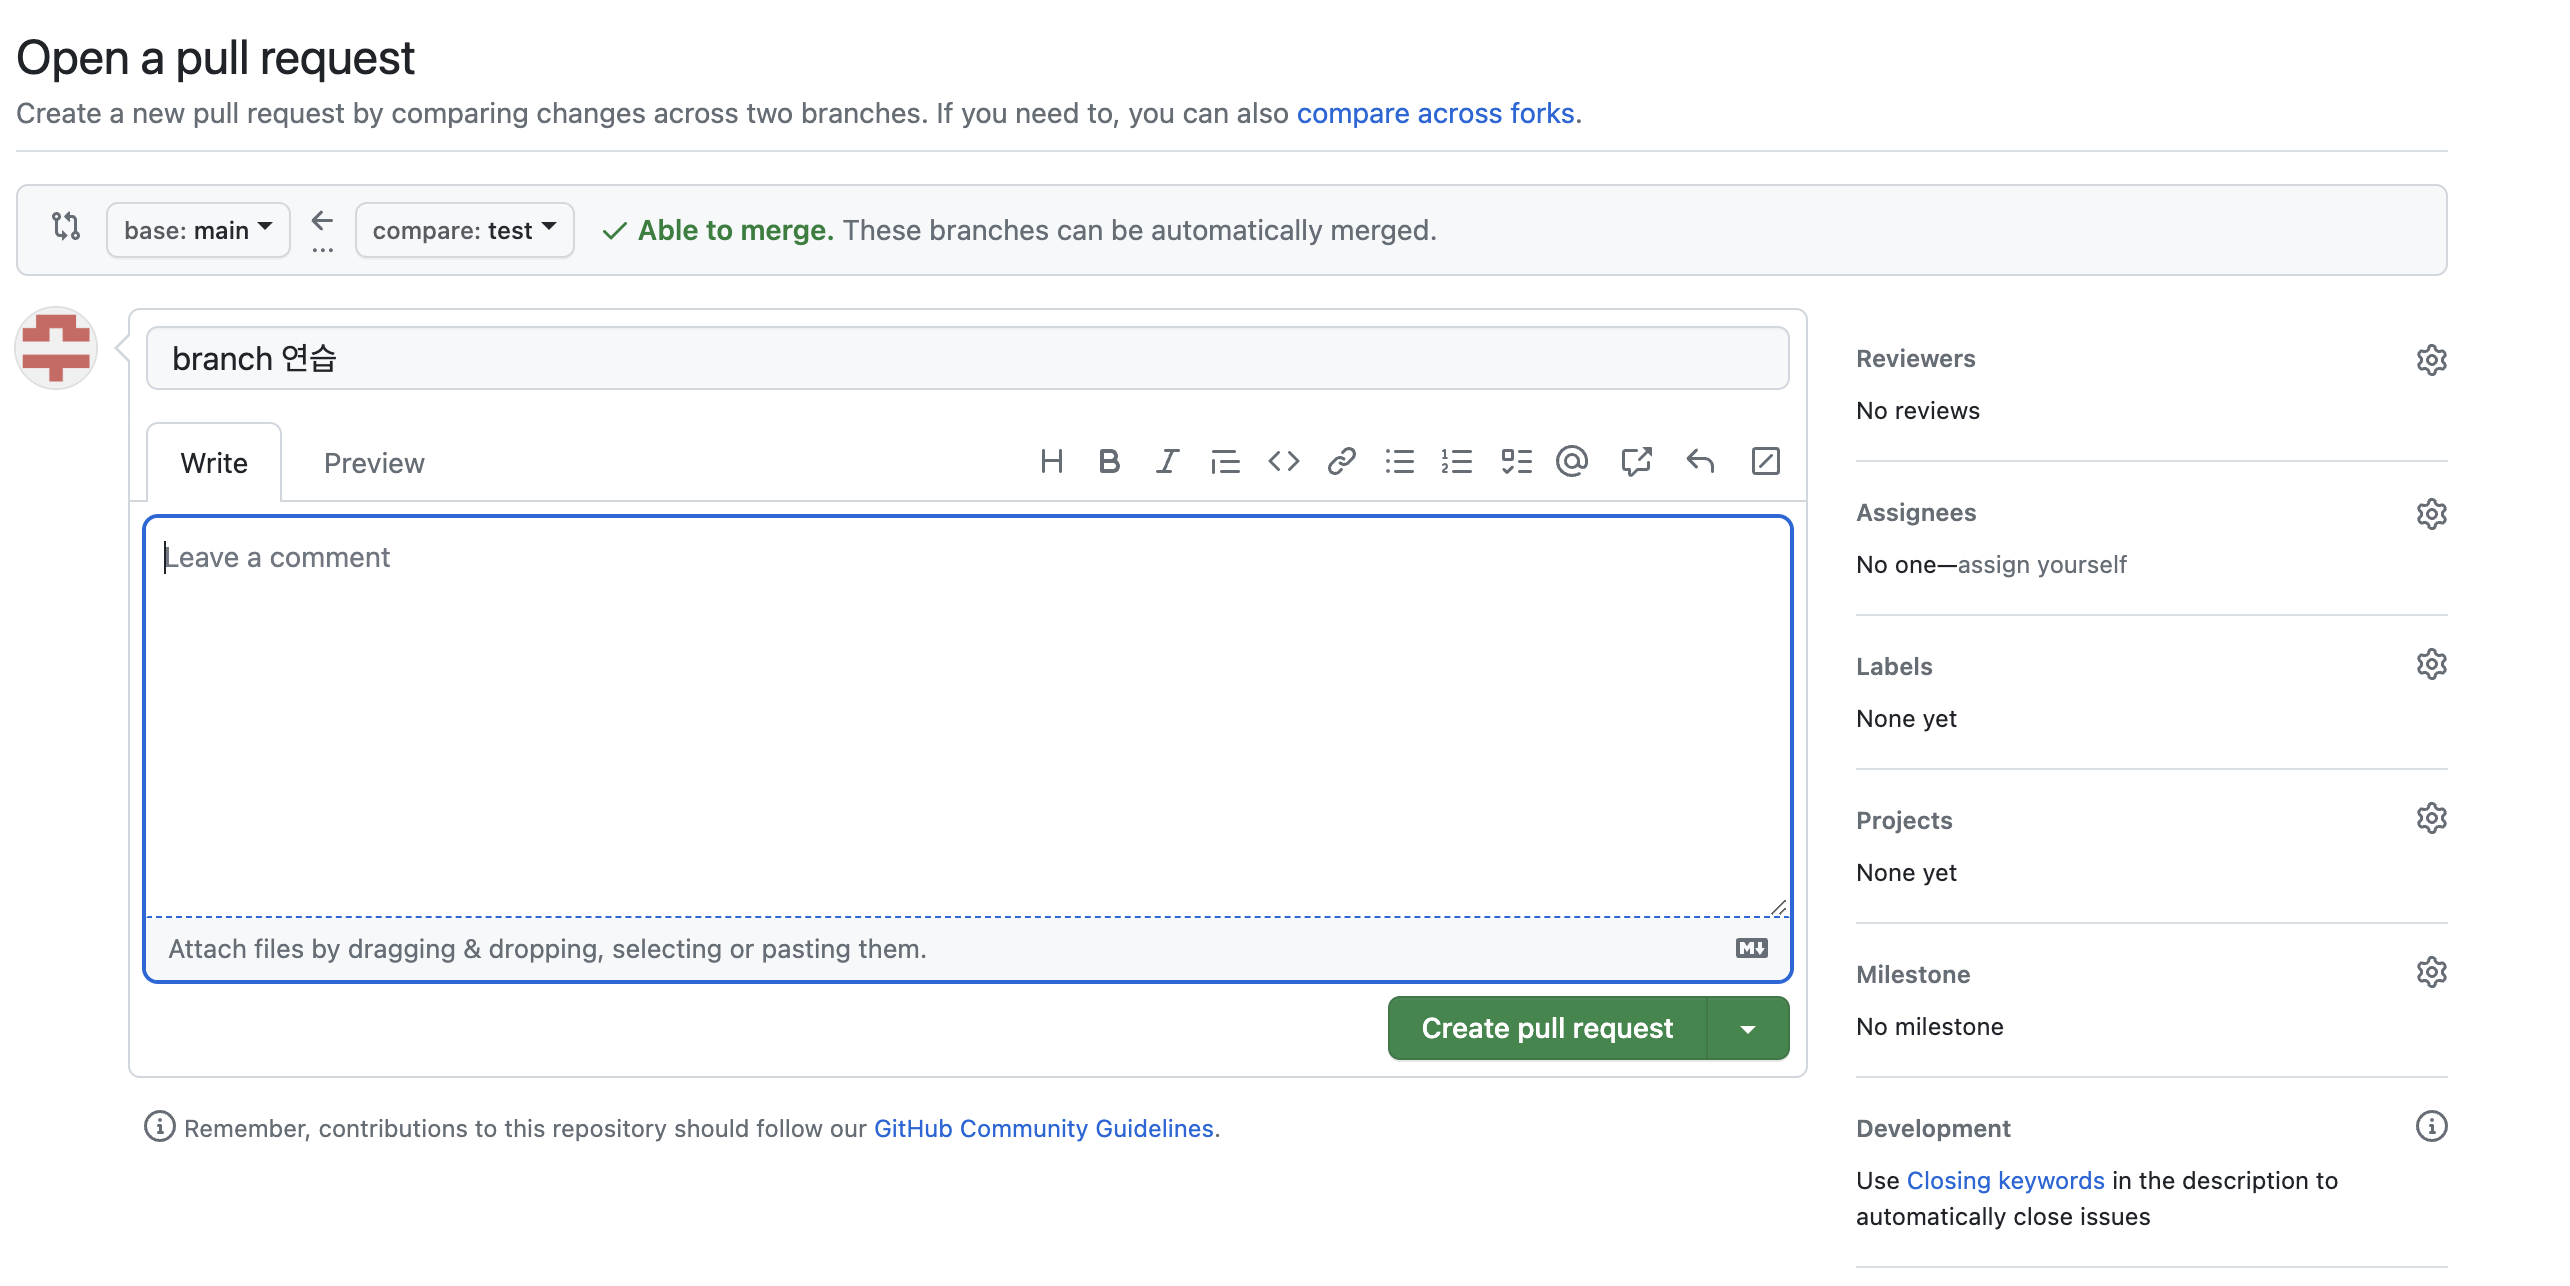 Open a pull request
Create a new pull request by comparing changes across two branches. If you need to, you can also compare across forks.
base: main
compare: test
Able to merge. These branches can be automatically merged.
branch 연습
Write
Preview
Leave a comment
Attach files by dragging & dropping, selecting or pasting them.
Create pull request
Remember, contributions to this repository should follow our GitHub Community Guidelines.
Reviewers
No reviews
Assignees
No one—assign yourself
Labels
None yet
Projects
None yet
Milestone
No milestone
Development
Use Closing keywords in the description to
automatically close issues